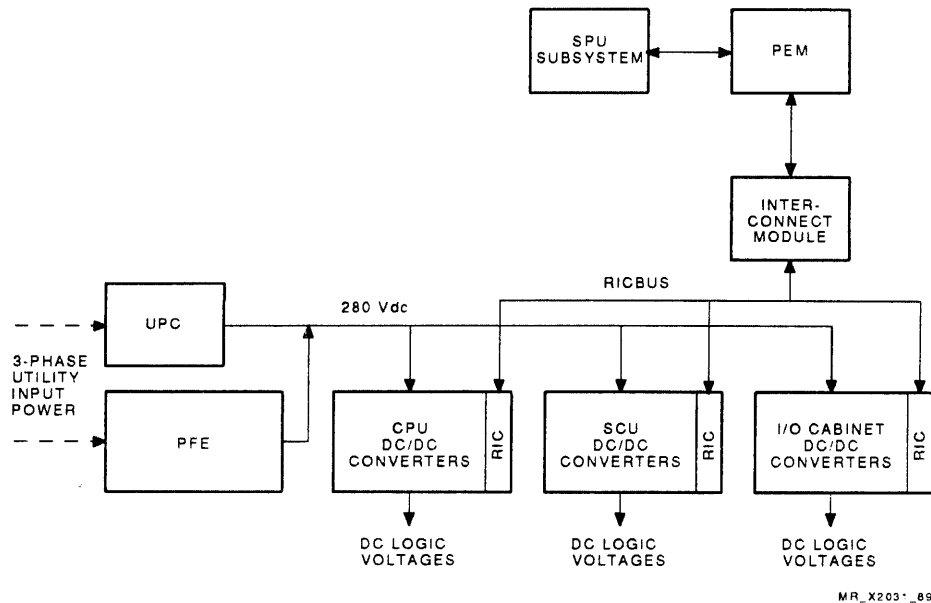 SPU
SUBSYSTEM
PEM
INTER-
CONNECT
MODULE
RICBUS
280 Vdc
UPC
3-PHASE
UTILITY
INPUT
POWER
PFE
CPU
DC/DC
CONVERTERS
RIC
SCU
DC/DC
CONVERTERS
RIC
I/O CABINET
DC/DC
CONVERTERS
RIC
DC LOGIC
VOLTAGES
DC LOGIC
VOLTAGES
DC LOGIC
VOLTAGES